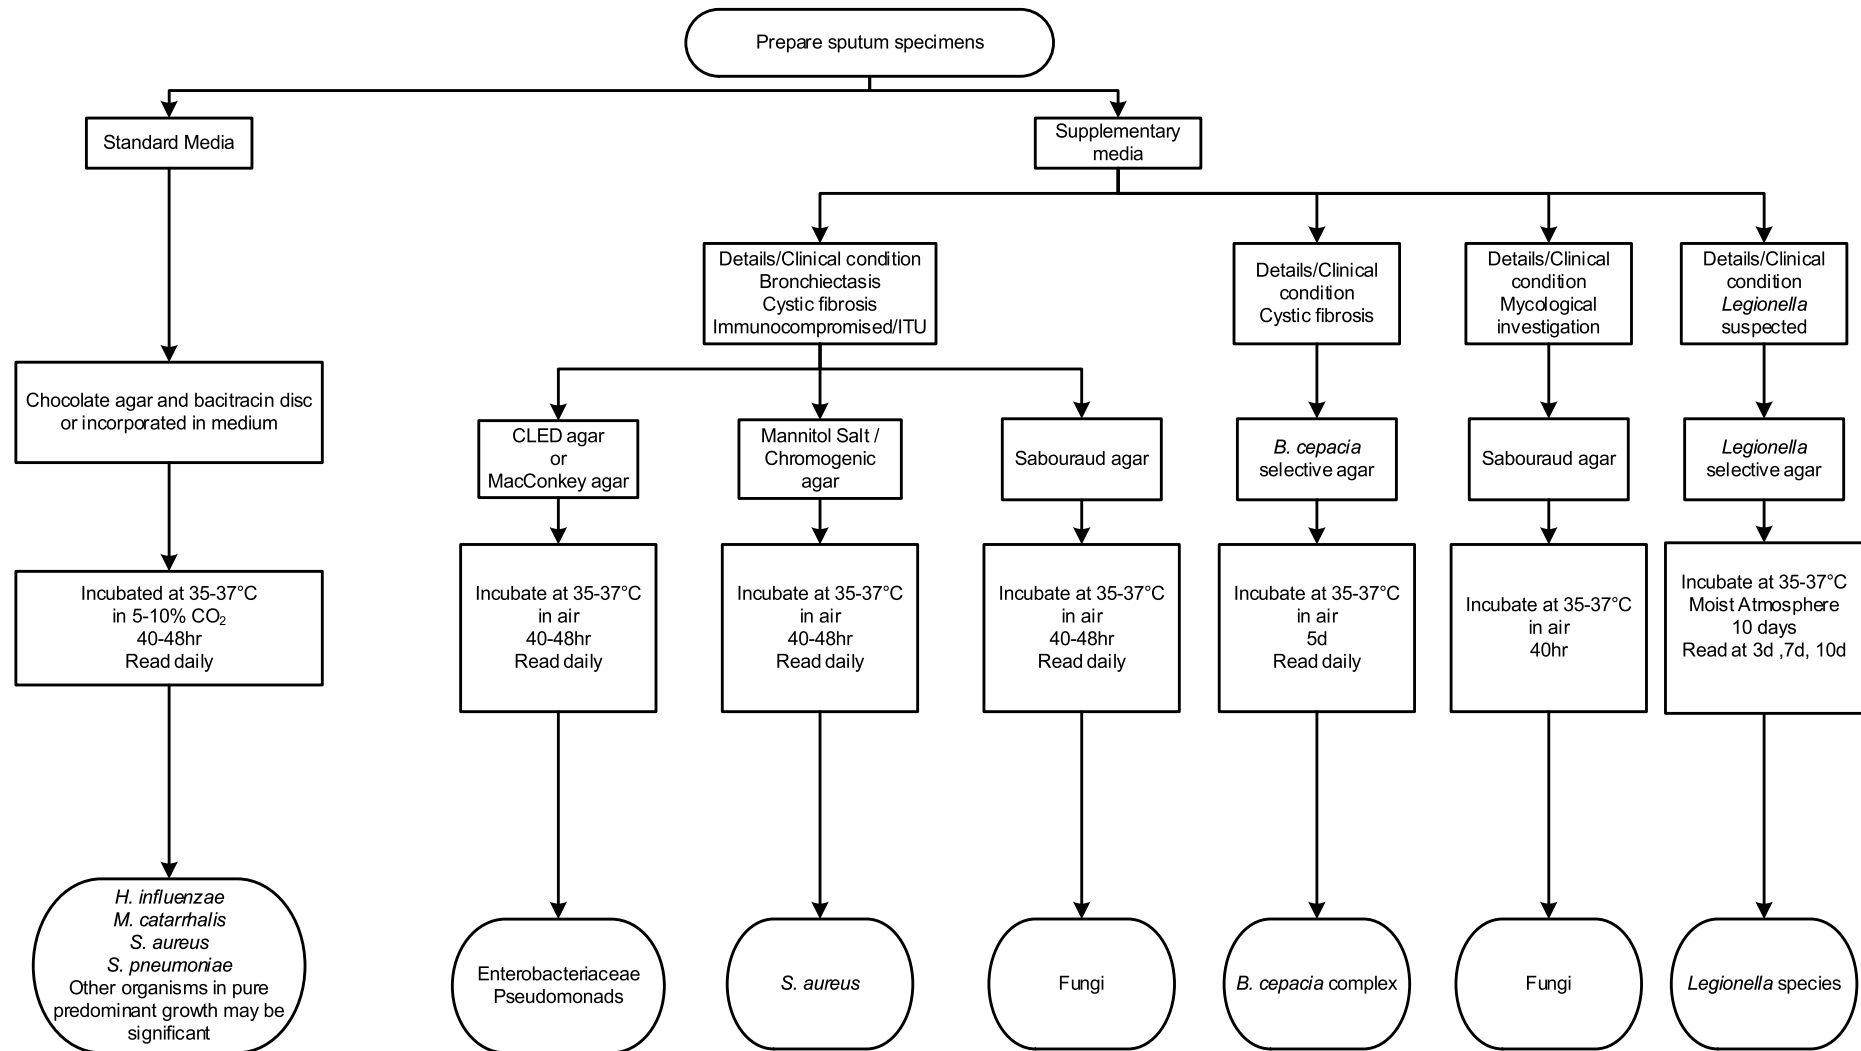 Prepare sputum specimens
Standard Media
Supplementary
media
Details/Clinical condition
Bronchiectasis
Cystic fibrosis
Immunocompromised/ITU
Details/Clinical
condition
Cystic fibrosis
Details/Clinical
condition
Mycological
investigation
Details/Clinical
condition
Legionella
suspected
Chocolate agar and bacitracin disc
or incorporated in medium
CLED agar
or
MacConkey agar
Mannitol Salt /
Chromogenic
agar
Sabouraud agar
B. cepacia
selective agar
Sabouraud agar
Legionella
selective agar
Incubated at 35-37°C
in 5-10% CO₂
40-48hr
Read daily
Incubate at 35-37°C
in air
40-48hr
Read daily
Incubate at 35-37°C
in air
40-48hr
Read daily
Incubate at 35-37°C
in air
40-48hr
Read daily
Incubate at 35-37°C
in air
5d
Read daily
Incubate at 35-37°C
in air
40hr
Incubate at 35-37°C
Moist Atmosphere
10 days
Read at 3d ,7d, 10d
H. influenzae
M. catarrhalis
S. aureus
S. pneumoniae
Other organisms in pure
predominant growth may be
significant
Enterobacteriaceae
Pseudomonads
S. aureus
Fungi
B. cepacia complex
Fungi
Legionella species